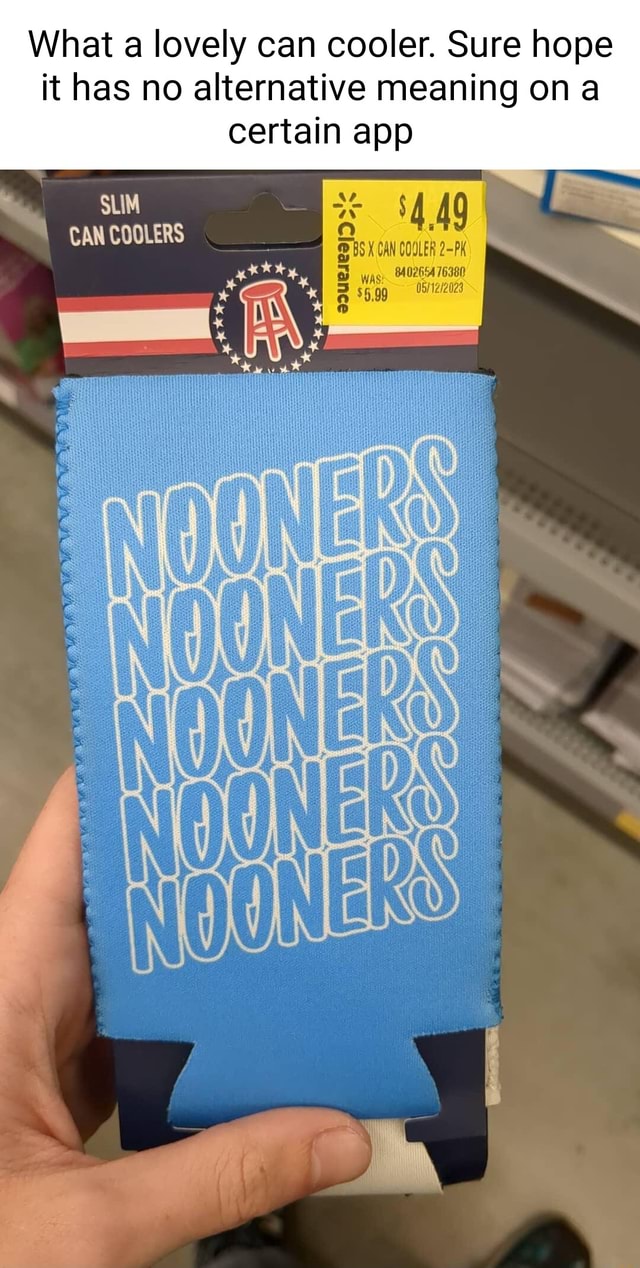 What a lovely can cooler. Sure hope
it has no alternative meaning on a
certain app
SLIM
CAN COOLERS
Clearance
$4.49
BS X CAN COOLER 2-PK
WAS: 840265476380
$5.99 05/12/2023
NOONERS
NOONERS
NOONERS
NOONERS
NOONERS